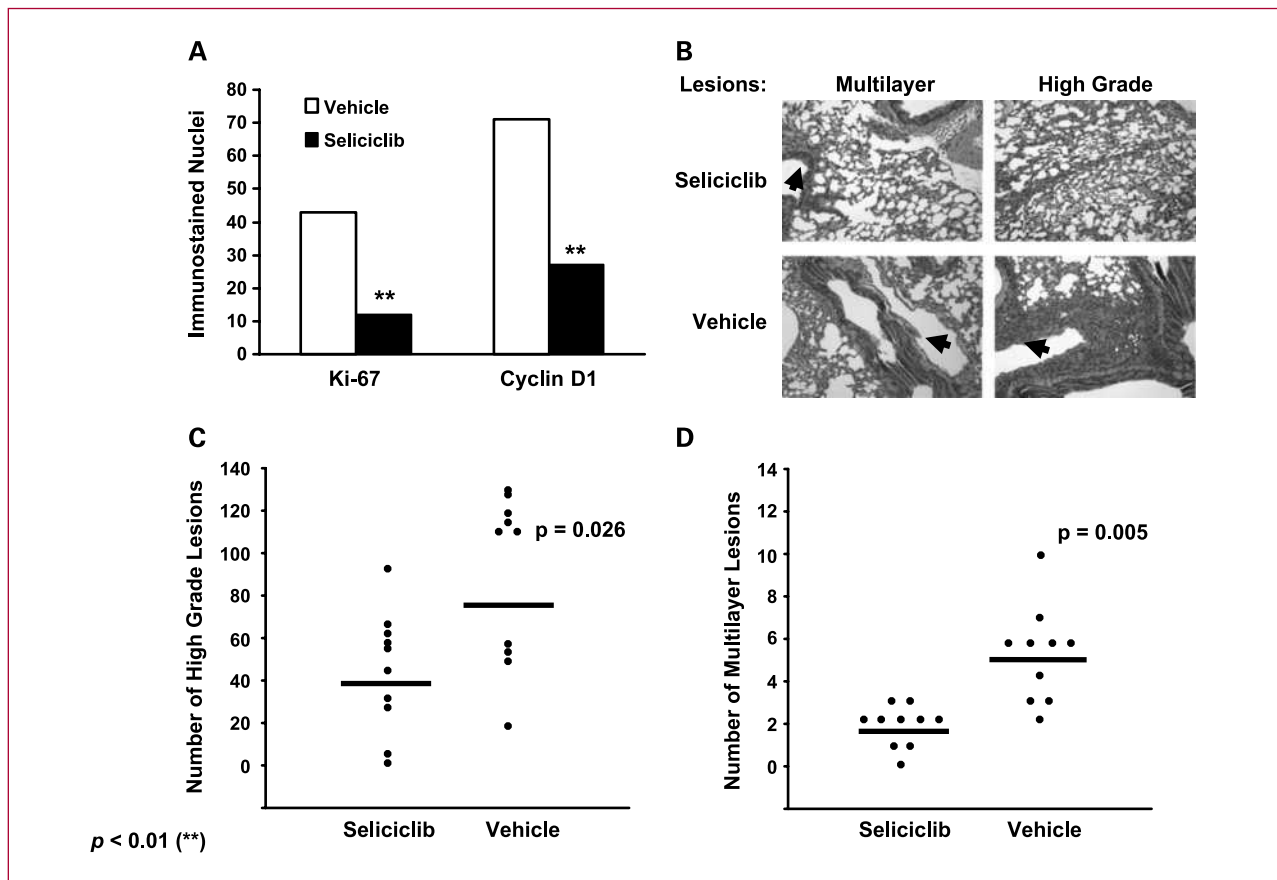 A
Immunostained Nuclei
80
70
60
50
40
30
20
10
0
Vehicle
Seliciclib
**
**
Ki-67
Cyclin D1
B
Lesions:
Multilayer
High Grade
Seliciclib
Vehicle
C
Number of High Grade Lesions
140
120
100
80
60
40
20
0
p = 0.026
Seliciclib
Vehicle
D
Number of Multilayer Lesions
14
12
10
8
6
4
2
0
p = 0.005
Seliciclib
Vehicle
p < 0.01 (**)